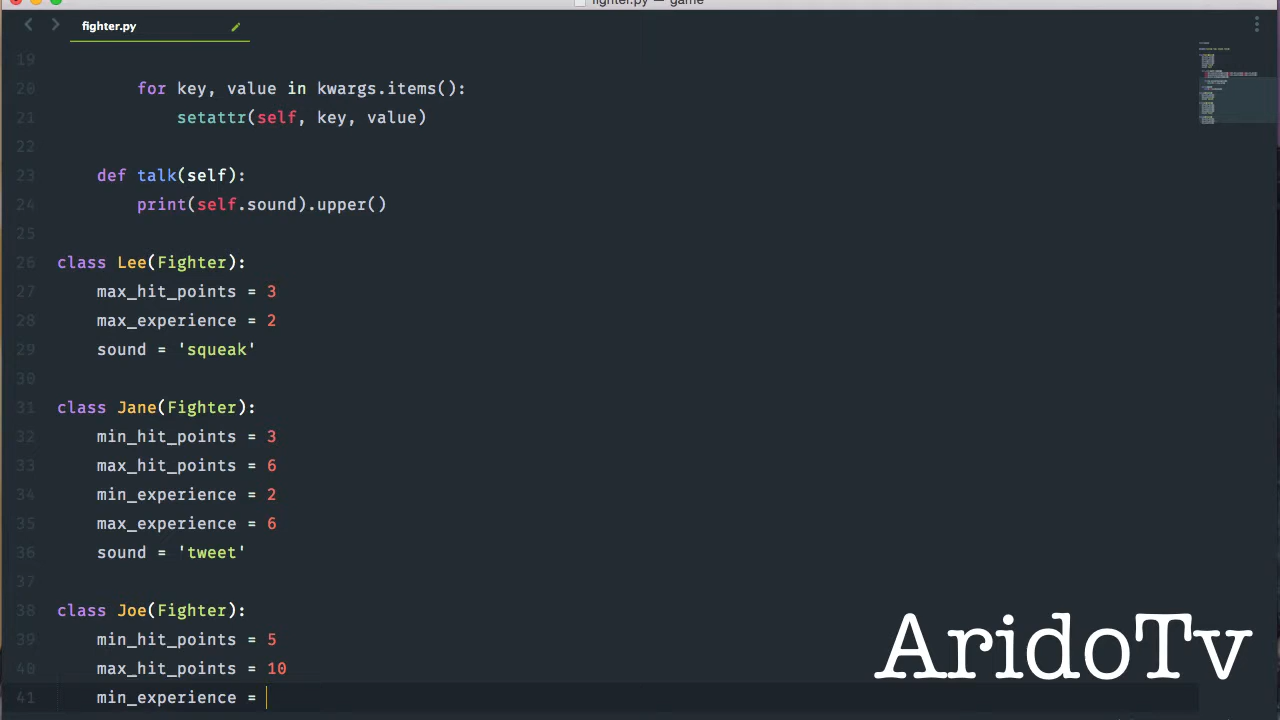 fighter.py — game
fighter.py
19
20 for key, value in kwargs.items():
21 setattr(self, key, value)
22
23 def talk(self):
24 print(self.sound).upper()
25
26 class Lee(Fighter):
27 max_hit_points = 3
28 max_experience = 2
29 sound = 'squeak'
30
31 class Jane(Fighter):
32 min_hit_points = 3
33 max_hit_points = 6
34 min_experience = 2
35 max_experience = 6
36 sound = 'tweet'
37
38 class Joe(Fighter):
39 min_hit_points = 5
40 max_hit_points = 10
41 min_experience =
AridoTv